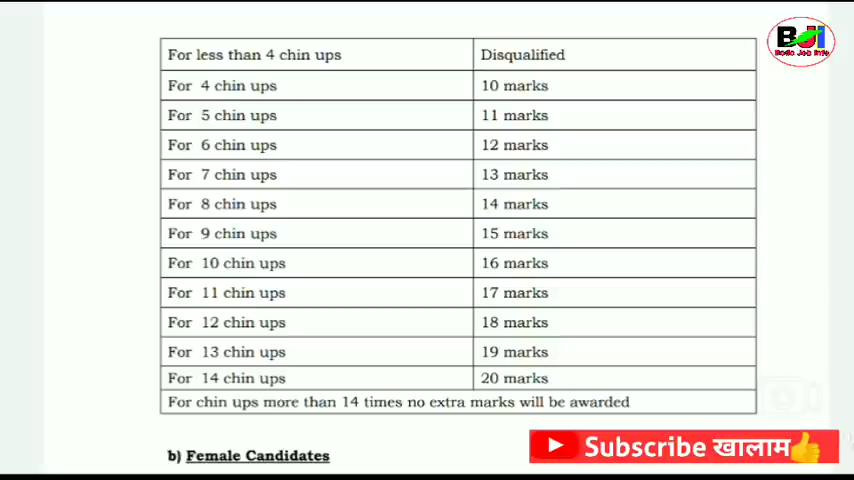 BJI
Bodo Job Info
For less than 4 chin ups Disqualified
For 4 chin ups 10 marks
For 5 chin ups 11 marks
For 6 chin ups 12 marks
For 7 chin ups 13 marks
For 8 chin ups 14 marks
For 9 chin ups 15 marks
For 10 chin ups 16 marks
For 11 chin ups 17 marks
For 12 chin ups 18 marks
For 13 chin ups 19 marks
For 14 chin ups 20 marks
For chin ups more than 14 times no extra marks will be awarded
b) Female Candidates
Subscribe खालाम👍